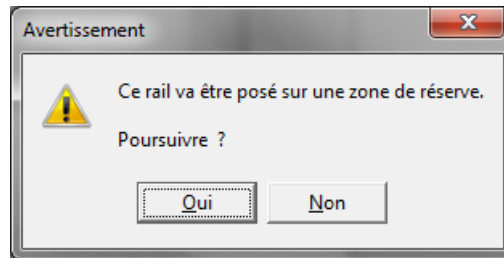 Avertissement
Ce rail va être posé sur une zone de réserve.
Poursuivre ?
Oui
Non